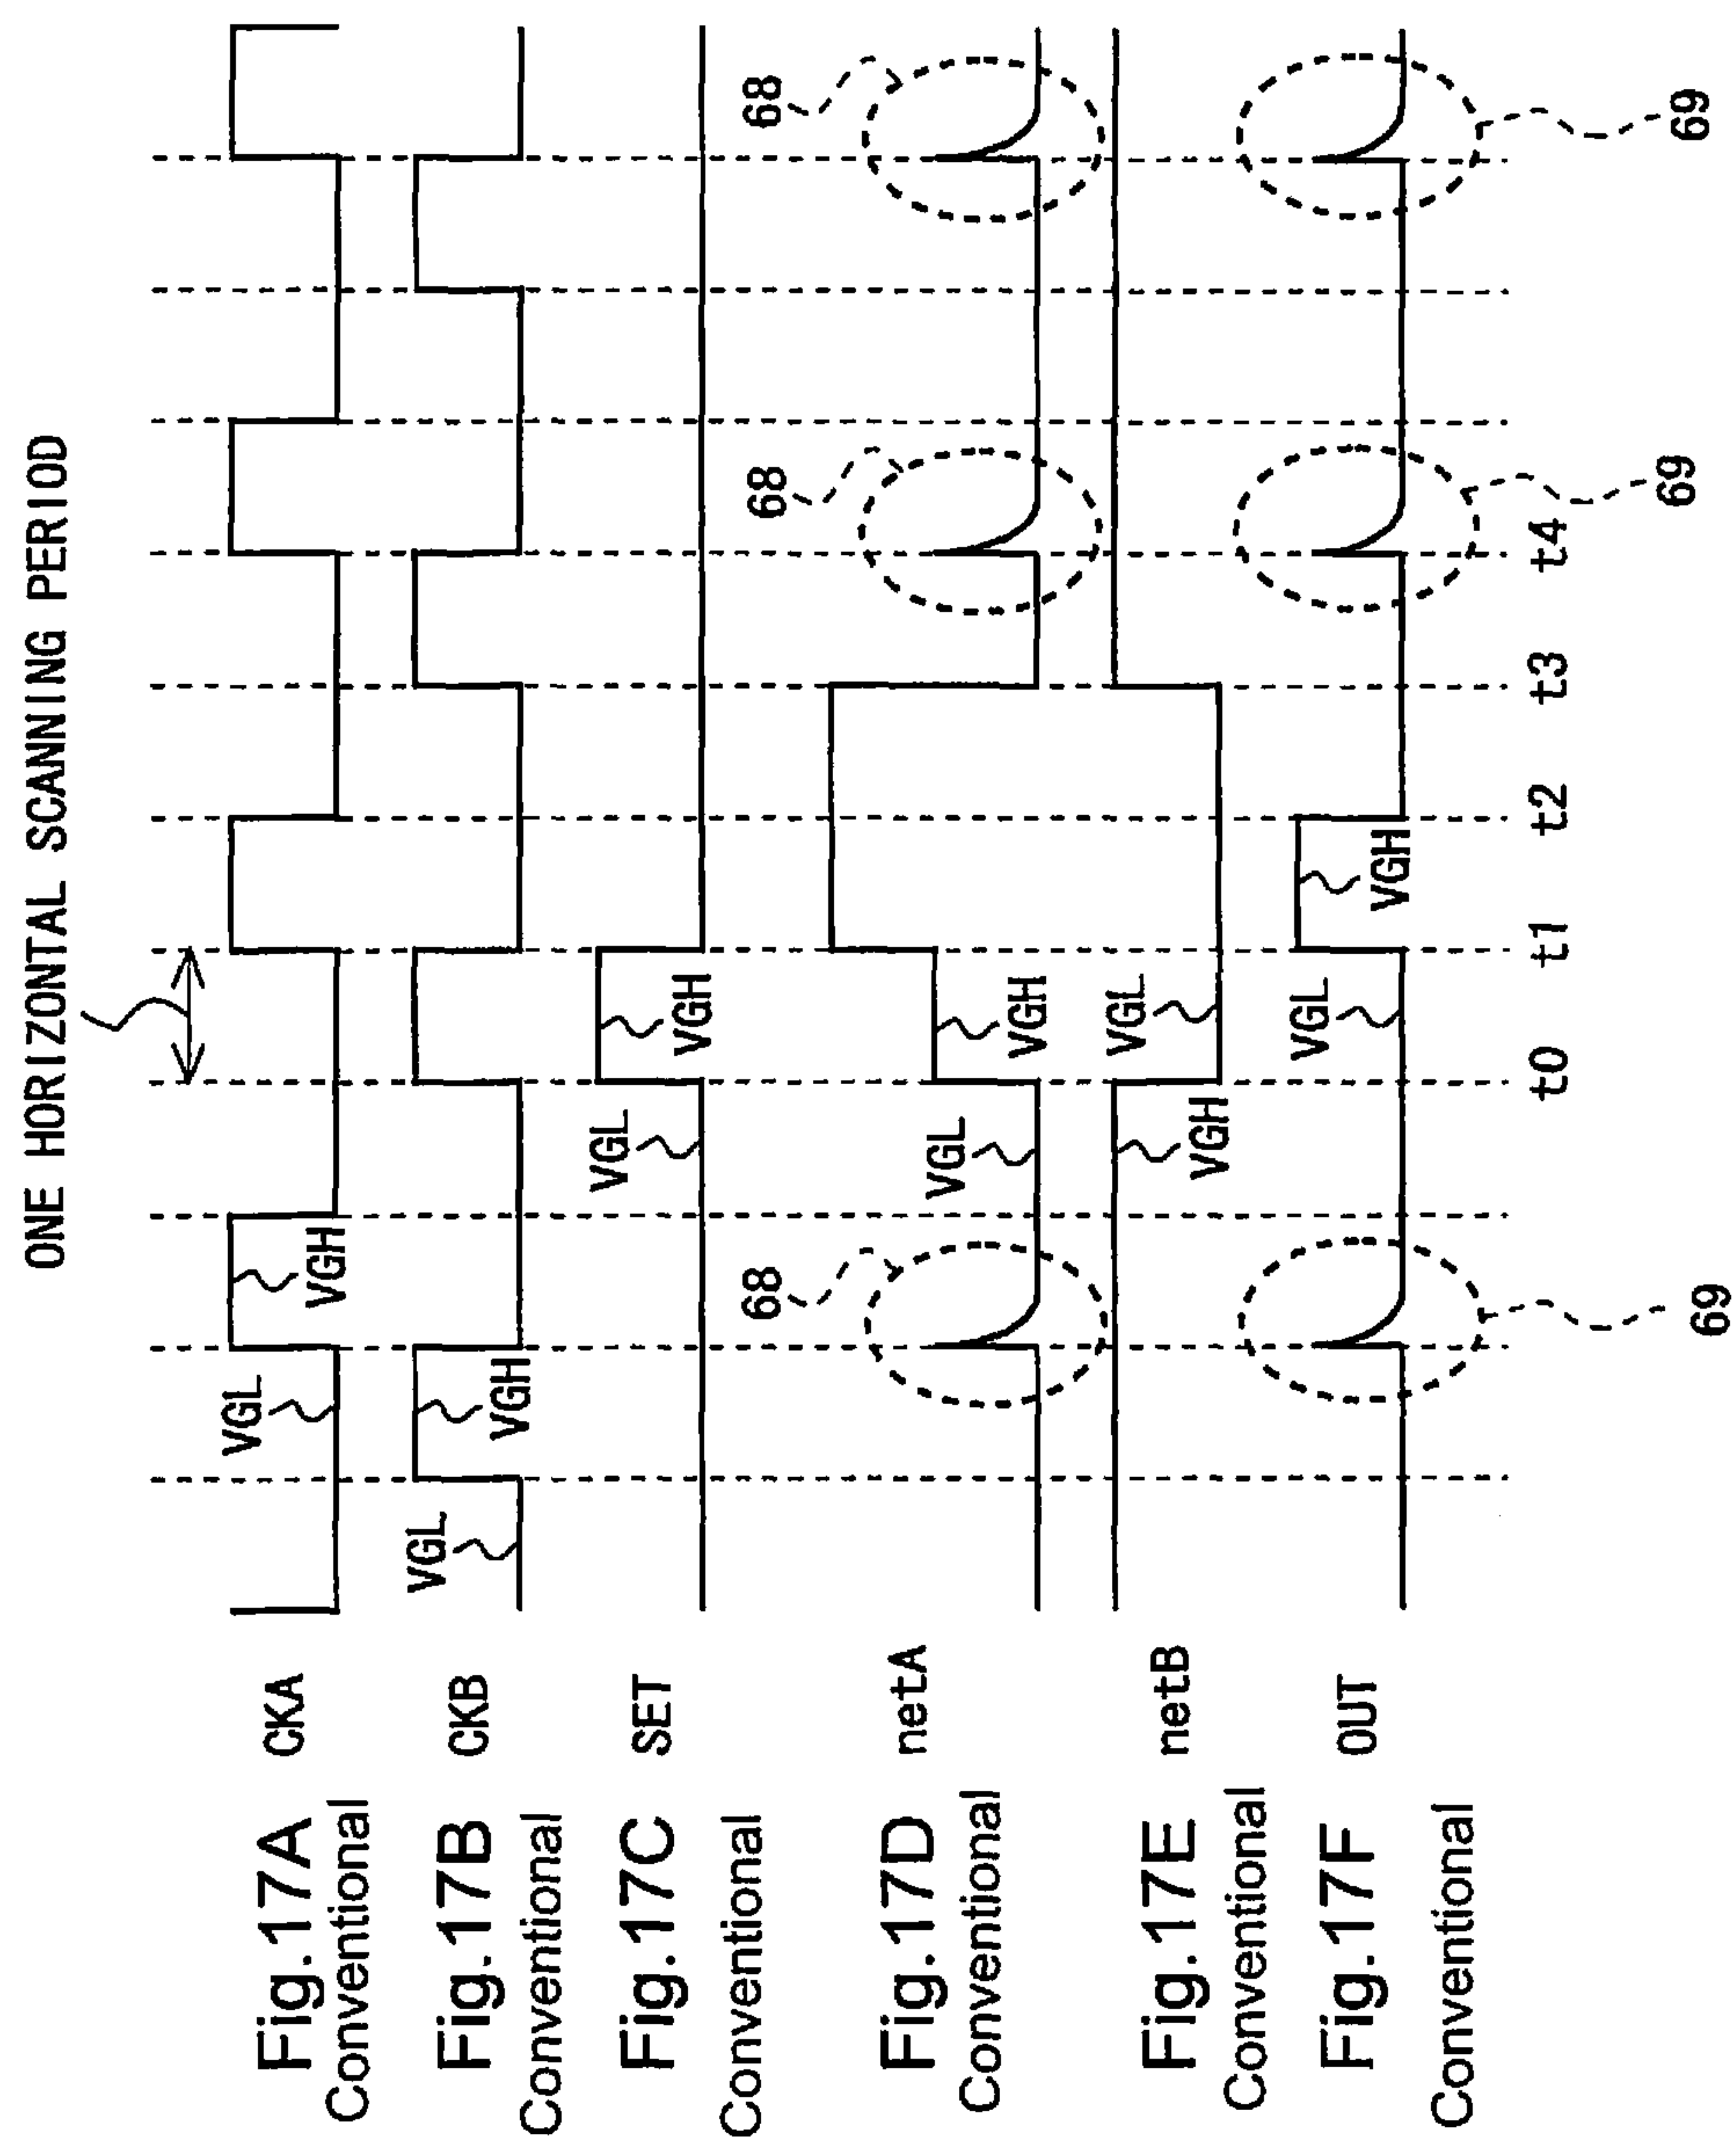 ONE HORIZONTAL SCANNING PERIOD
Fig.17A CKA
Conventional
VGL
VGH
Fig.17B CKB
Conventional
VGL
VGH
Fig.17C SET
Conventional
VGL
VGH
Fig.17D netA
Conventional
68
68
68
VGL
VGH
Fig.17E netB
Conventional
VGH
VGL
Fig.17F OUT
Conventional
VGL
VGH
t0 t1 t2 t3 t4
69
69
69